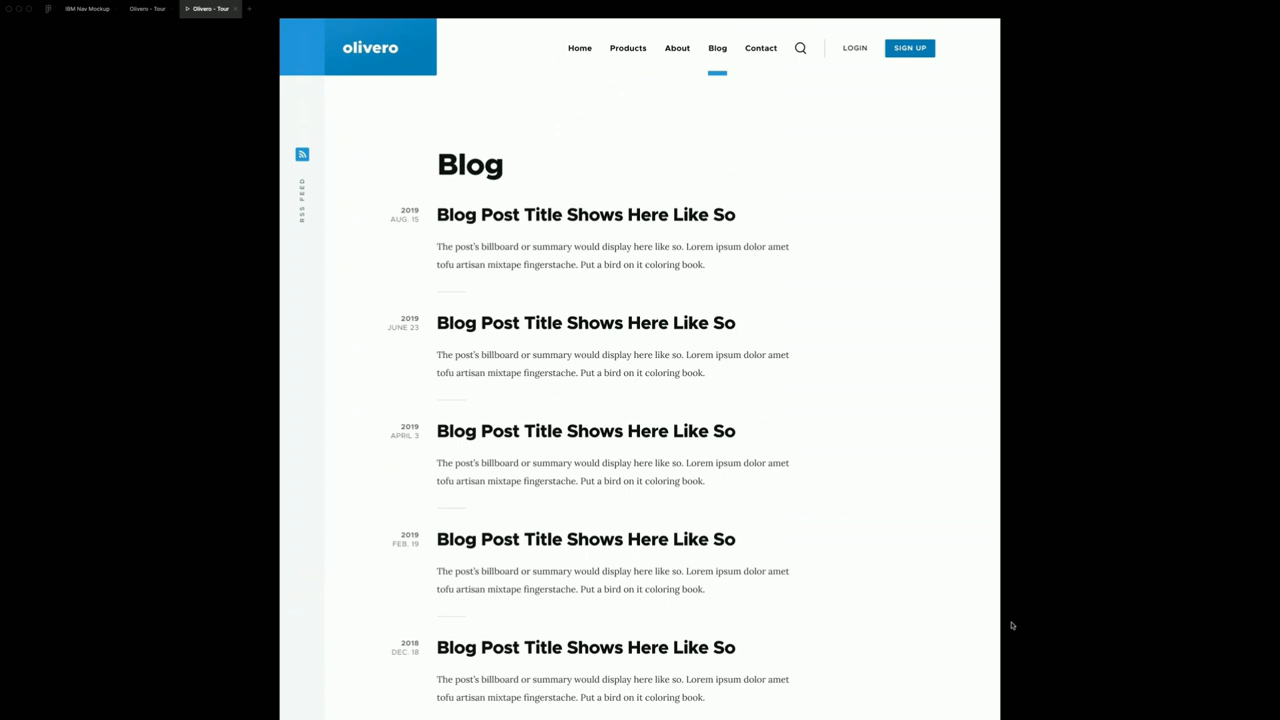 IBM Nav Mockup
Olivero - Tour
Olivero - Tour
olivero
Home Products About Blog Contact LOGIN SIGN UP
RSS FEED
Blog
2019
AUG. 15
Blog Post Title Shows Here Like So
The post's billboard or summary would display here like so. Lorem ipsum dolor amet
tofu artisan mixtape fingerstache. Put a bird on it coloring book.
2019
JUNE 23
Blog Post Title Shows Here Like So
The post's billboard or summary would display here like so. Lorem ipsum dolor amet
tofu artisan mixtape fingerstache. Put a bird on it coloring book.
2019
APRIL 3
Blog Post Title Shows Here Like So
The post's billboard or summary would display here like so. Lorem ipsum dolor amet
tofu artisan mixtape fingerstache. Put a bird on it coloring book.
2019
FEB. 19
Blog Post Title Shows Here Like So
The post's billboard or summary would display here like so. Lorem ipsum dolor amet
tofu artisan mixtape fingerstache. Put a bird on it coloring book.
2018
DEC. 18
Blog Post Title Shows Here Like So
The post's billboard or summary would display here like so. Lorem ipsum dolor amet
tofu artisan mixtape fingerstache. Put a bird on it coloring book.